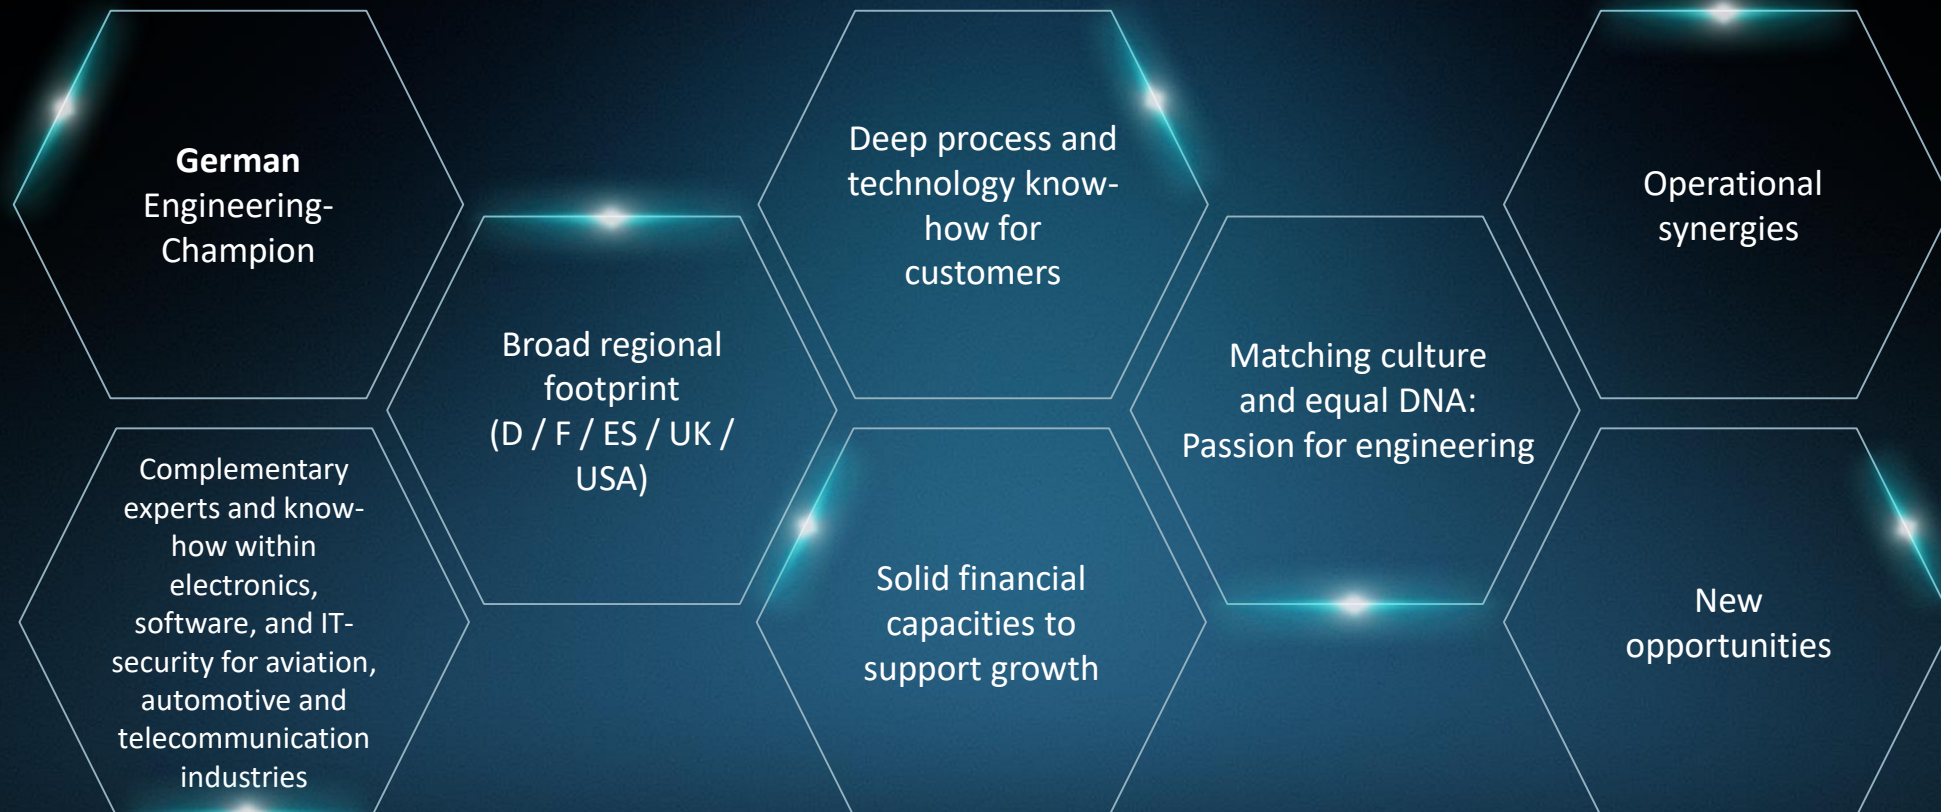 German
Engineering-
Champion
Complementary
experts and know-
how within
electronics,
software, and IT-
security for aviation,
automotive and
telecommunication
industries
Broad regional
footprint
(D / F / ES / UK /
USA)
Deep process and
technology know-
how for
customers
Solid financial
capacities to
support growth
Matching culture
and equal DNA:
Passion for engineering
Operational
synergies
New
opportunities